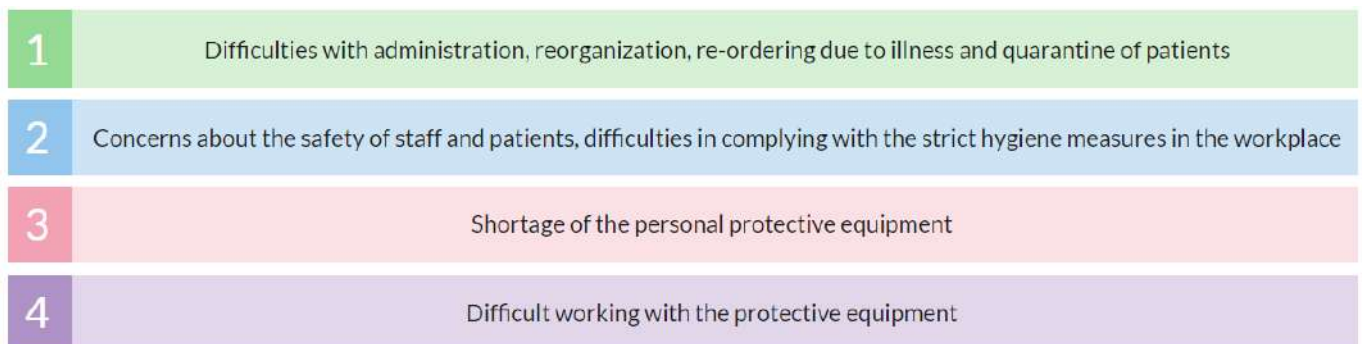 1 Difficulties with administration, reorganization, re-ordering due to illness and quarantine of patients
2 Concerns about the safety of staff and patients, difficulties in complying with the strict hygiene measures in the workplace
3 Shortage of the personal protective equipment
4 Difficult working with the protective equipment